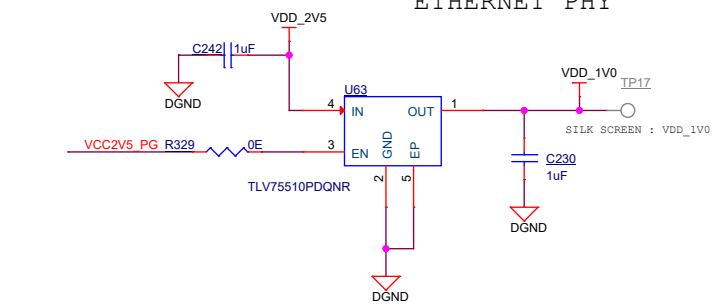 ETHERNET PHY
VDD_2V5
C242 1uF
DGND
U63
4 IN
OUT 1
GND
EP
3 EN
2
5
VCC2V5_PG R329 0E
TLV75510PDQNR
VDD_1V0
TP17
SILK SCREEN : VDD_1V0
C230
1uF
DGND
DGND